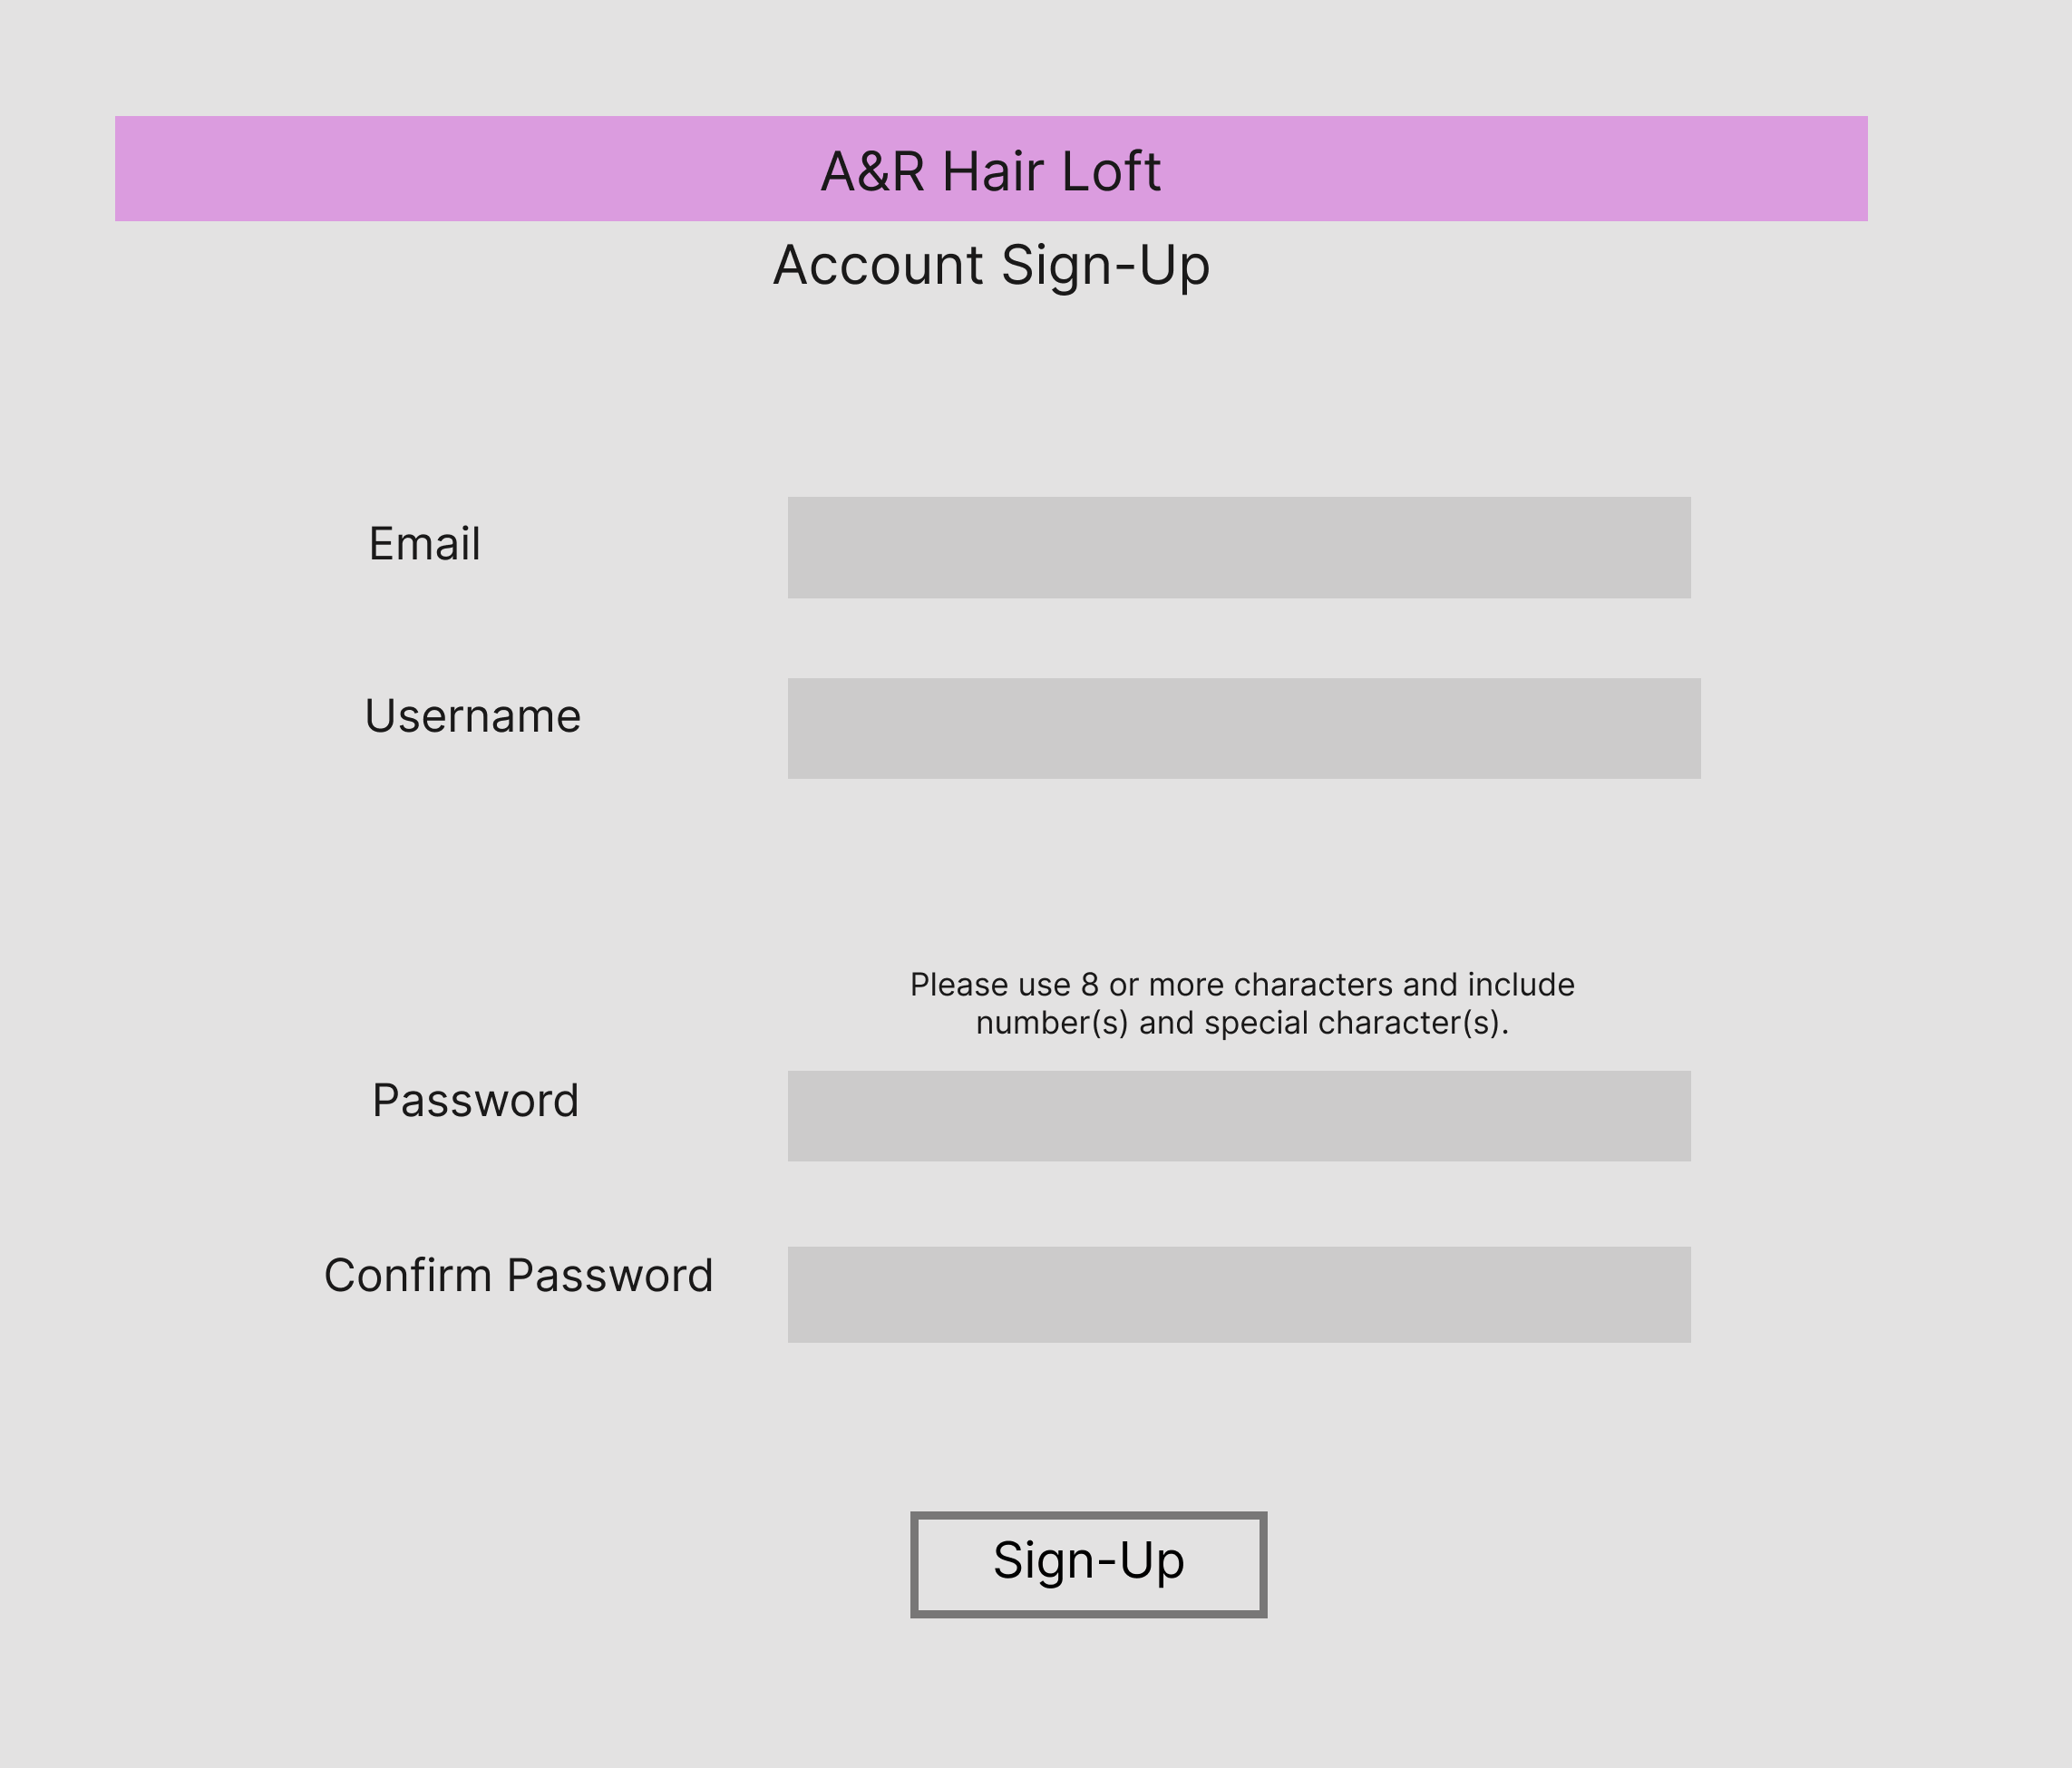 A&R Hair Loft
Account Sign-Up
Email
Username
Please use 8 or more characters and include
number(s) and special character(s).
Password
Confirm Password
Sign-Up